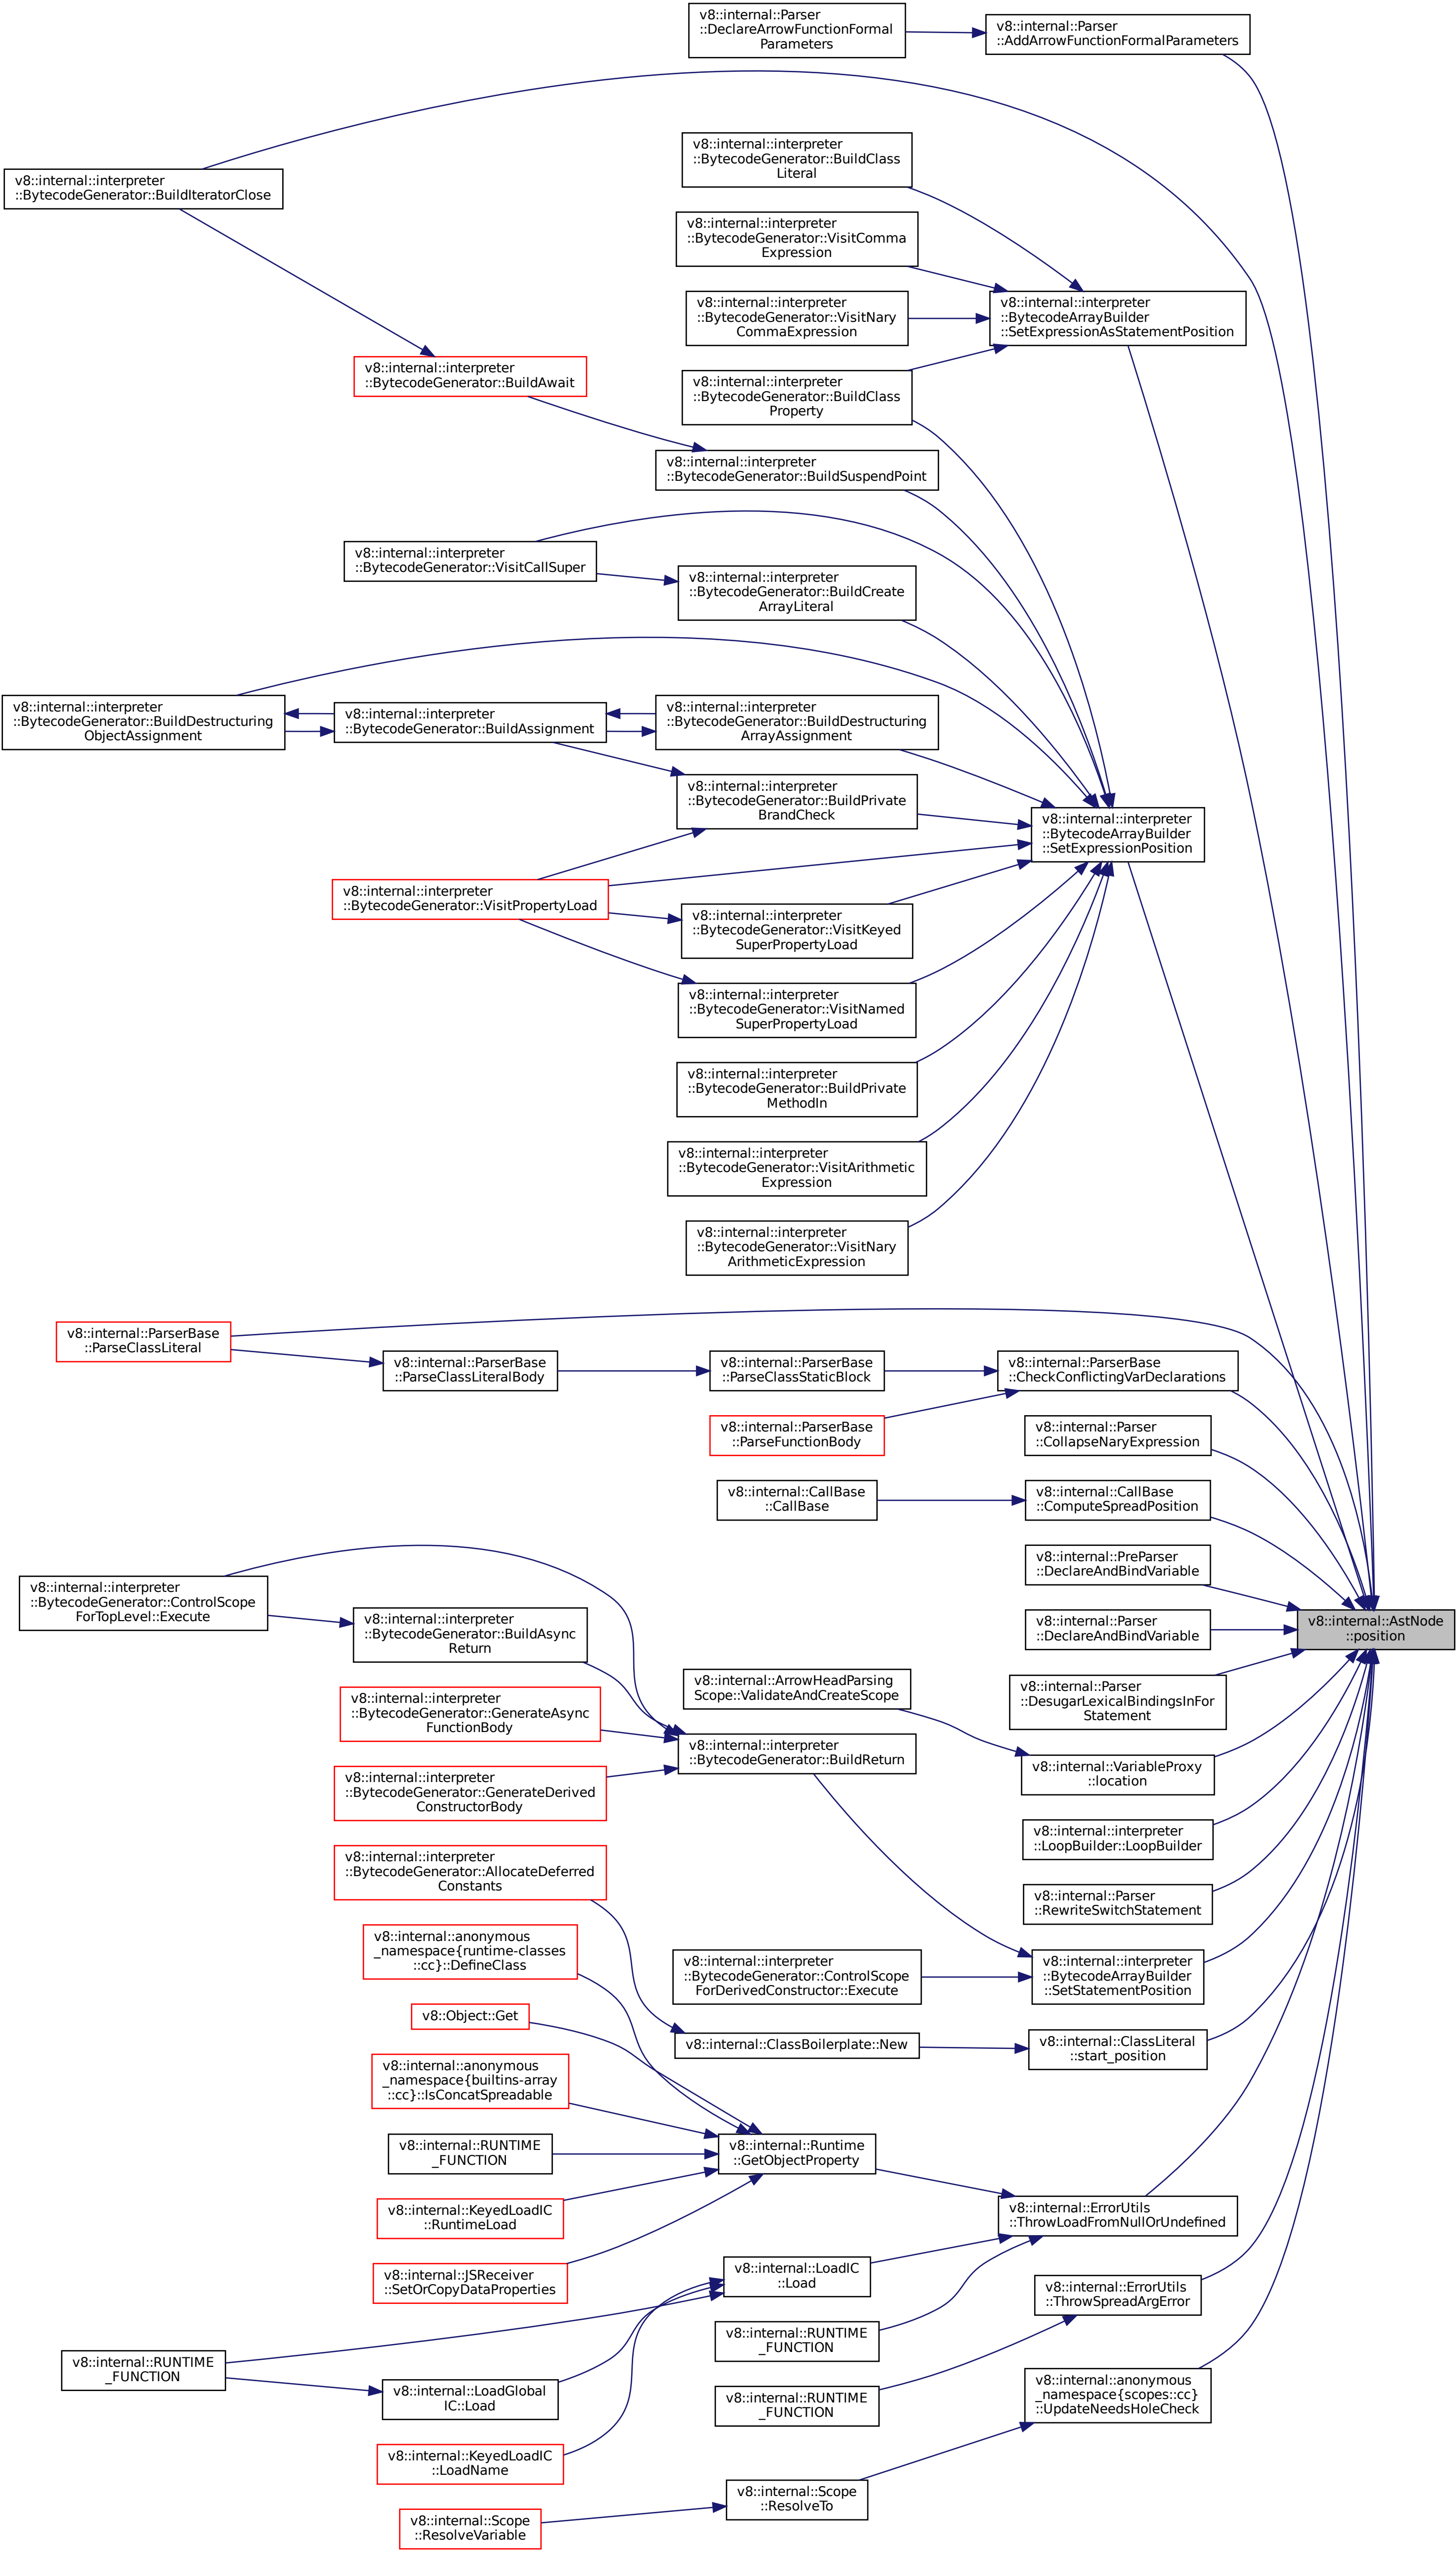 v8::internal::Parser
::DeclareArrowFunctionFormal
Parameters
v8::internal::Parser
::AddArrowFunctionFormalParameters
v8::internal::interpreter
::BytecodeGenerator::BuildClass
Literal
v8::internal::interpreter
::BytecodeGenerator::BuildIteratorClose
v8::internal::interpreter
::BytecodeGenerator::VisitComma
Expression
v8::internal::interpreter
::BytecodeGenerator::VisitNary
CommaExpression
v8::internal::interpreter
::BytecodeArrayBuilder
::SetExpressionAsStatementPosition
v8::internal::interpreter
::BytecodeGenerator::BuildAwait
v8::internal::interpreter
::BytecodeGenerator::BuildClass
Property
v8::internal::interpreter
::BytecodeGenerator::BuildSuspendPoint
v8::internal::interpreter
::BytecodeGenerator::VisitCallSuper
v8::internal::interpreter
::BytecodeGenerator::BuildCreate
ArrayLiteral
v8::internal::interpreter
::BytecodeGenerator::BuildDestructuring
ObjectAssignment
v8::internal::interpreter
::BytecodeGenerator::BuildAssignment
v8::internal::interpreter
::BytecodeGenerator::BuildDestructuring
ArrayAssignment
v8::internal::interpreter
::BytecodeGenerator::BuildPrivate
BrandCheck
v8::internal::interpreter
::BytecodeArrayBuilder
::SetExpressionPosition
v8::internal::interpreter
::BytecodeGenerator::VisitPropertyLoad
v8::internal::interpreter
::BytecodeGenerator::VisitKeyed
SuperPropertyLoad
v8::internal::interpreter
::BytecodeGenerator::VisitNamed
SuperPropertyLoad
v8::internal::interpreter
::BytecodeGenerator::BuildPrivate
MethodIn
v8::internal::interpreter
::BytecodeGenerator::VisitArithmetic
Expression
v8::internal::interpreter
::BytecodeGenerator::VisitNary
ArithmeticExpression
v8::internal::ParserBase
::ParseClassLiteral
v8::internal::ParserBase
::ParseClassLiteralBody
v8::internal::ParserBase
::ParseClassStaticBlock
v8::internal::ParserBase
::CheckConflictingVarDeclarations
v8::internal::ParserBase
::ParseFunctionBody
v8::internal::Parser
::CollapseNaryExpression
v8::internal::CallBase
::CallBase
v8::internal::CallBase
::ComputeSpreadPosition
v8::internal::PreParser
::DeclareAndBindVariable
v8::internal::interpreter
::BytecodeGenerator::ControlScope
ForTopLevel::Execute
v8::internal::interpreter
::BytecodeGenerator::BuildAsync
Return
v8::internal::Parser
::DeclareAndBindVariable
v8::internal::AstNode
::position
v8::internal::ArrowHeadParsing
Scope::ValidateAndCreateScope
v8::internal::Parser
::DesugarLexicalBindingsInFor
Statement
v8::internal::interpreter
::BytecodeGenerator::GenerateAsync
FunctionBody
v8::internal::interpreter
::BytecodeGenerator::BuildReturn
v8::internal::VariableProxy
::location
v8::internal::interpreter
::BytecodeGenerator::GenerateDerived
ConstructorBody
v8::internal::interpreter
::LoopBuilder::LoopBuilder
v8::internal::interpreter
::BytecodeGenerator::AllocateDeferred
Constants
v8::internal::Parser
::RewriteSwitchStatement
v8::internal::anonymous
_namespace{runtime-classes
::cc}::DefineClass
v8::internal::interpreter
::BytecodeGenerator::ControlScope
ForDerivedConstructor::Execute
v8::internal::interpreter
::BytecodeArrayBuilder
::SetStatementPosition
v8::Object::Get
v8::internal::ClassBoilerplate::New
v8::internal::ClassLiteral
::start_position
v8::internal::anonymous
_namespace{builtins-array
::cc}::IsConcatSpreadable
v8::internal::RUNTIME
_FUNCTION
v8::internal::Runtime
::GetObjectProperty
v8::internal::KeyedLoadIC
::RuntimeLoad
v8::internal::ErrorUtils
::ThrowLoadFromNullOrUndefined
v8::internal::JSReceiver
::SetOrCopyDataProperties
v8::internal::LoadIC
::Load
v8::internal::ErrorUtils
::ThrowSpreadArgError
v8::internal::RUNTIME
_FUNCTION
v8::internal::RUNTIME
_FUNCTION
v8::internal::LoadGlobal
IC::Load
v8::internal::RUNTIME
_FUNCTION
v8::internal::anonymous
_namespace{scopes::cc}
::UpdateNeedsHoleCheck
v8::internal::KeyedLoadIC
::LoadName
v8::internal::Scope
::ResolveTo
v8::internal::Scope
::ResolveVariable